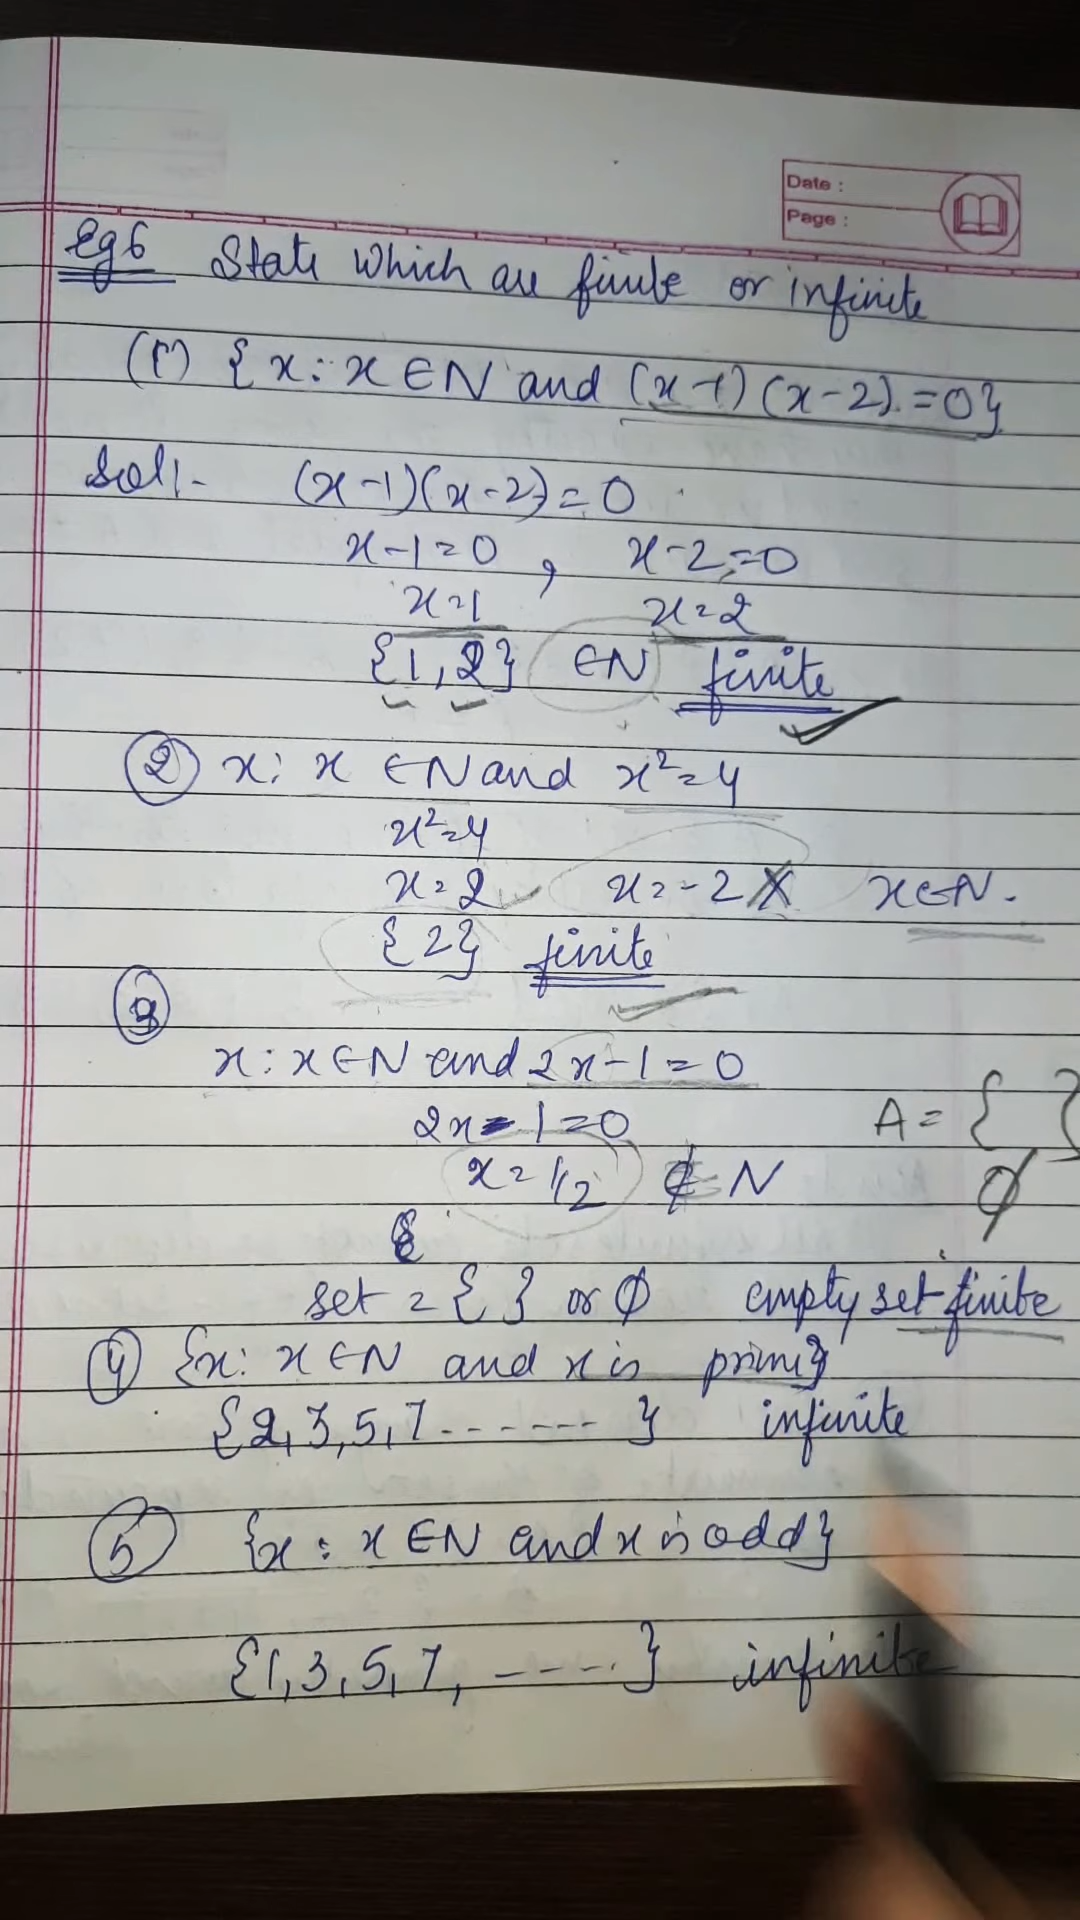 Date :
Page :
Eg 6 State which are finite or infinite
(1) {x : x ∈ N and (x-1)(x-2) = 0}
Sol:- (x-1)(x-2) = 0
x-1=0 , x-2=0
x=1 x=2
{1, 2} ∈N finite
② x: x ∈ N and x²=4
x²=4
x=2 x=-2 X x∈N.
{2} finite
③
x : x ∈ N and 2x-1=0
2x-1=0 A = { }
x=1/2 ∉ N ϕ
set = { } or ϕ empty set finite
④ {x: x ∈ N and x is prime}
{2, 3, 5, 7 ------- } infinite
⑤ {x : x ∈ N and x is odd}
{1, 3, 5, 7, ----- } infinite